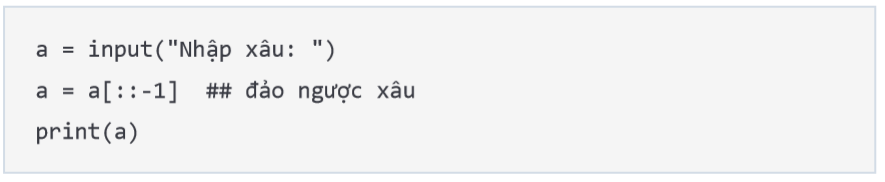 a = input("Nhập xâu: ")
a = a[::-1]  ## đảo ngược xâu
print(a)